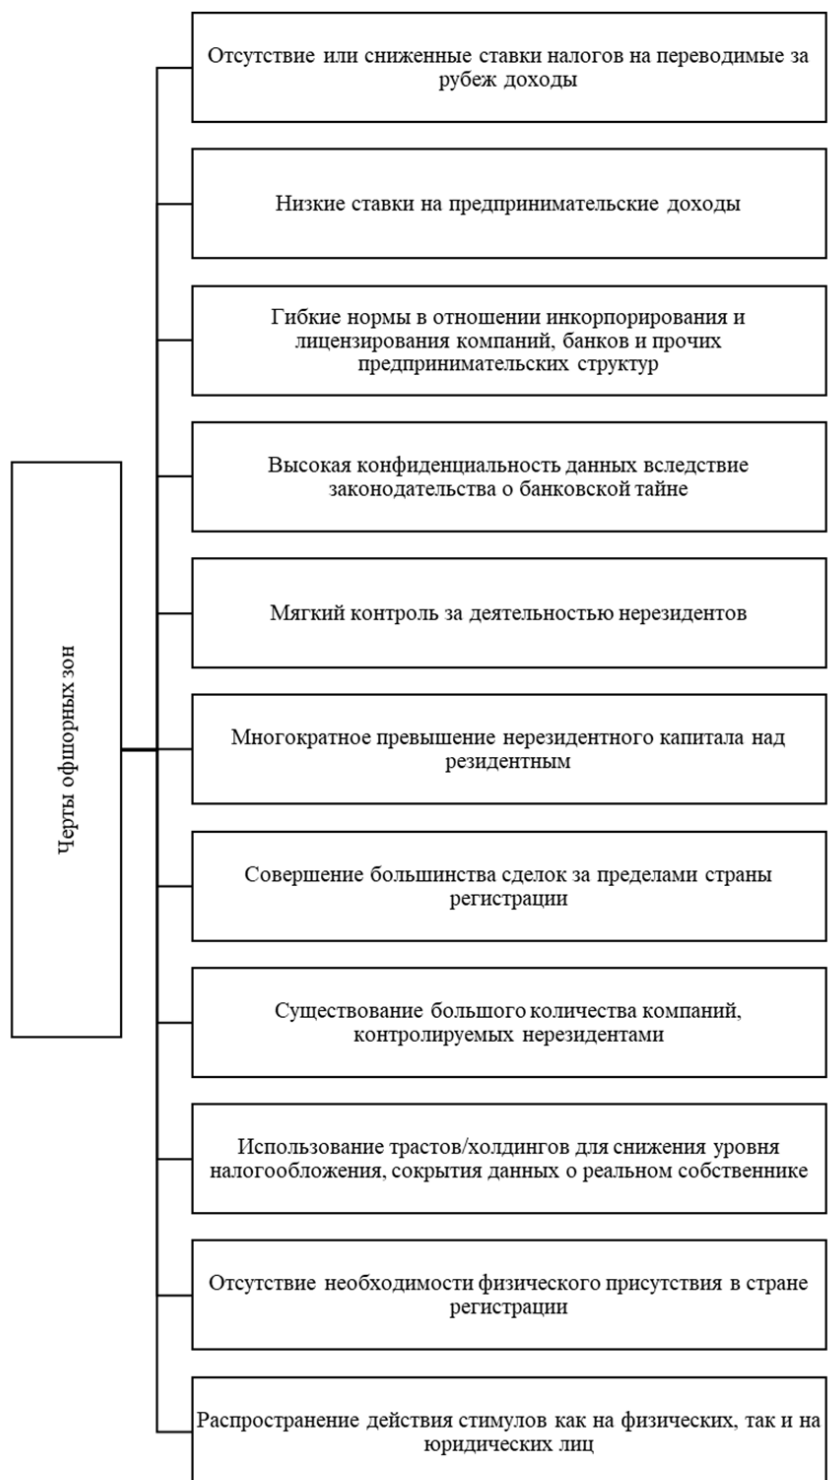 Отсутствие или сниженные ставки налогов на переводимые за
рубеж доходы
Низкие ставки на предпринимательские доходы
Гибкие нормы в отношении инкорпорирования и
лицензирования компаний, банков и прочих
предпринимательских структур
Высокая конфиденциальность данных вследствие
законодательства о банковской тайне
Мягкий контроль за деятельностью нерезидентов
Черты офшорных зон
Многократное превышение нерезидентного капитала над
резидентным
Совершение большинства сделок за пределами страны
регистрации
Существование большого количества компаний,
контролируемых нерезидентами
Использование трастов/холдингов для снижения уровня
налогообложения, сокрытия данных о реальном собственнике
Отсутствие необходимости физического присутствия в стране
регистрации
Распространение действия стимулов как на физических, так и на
юридических лиц